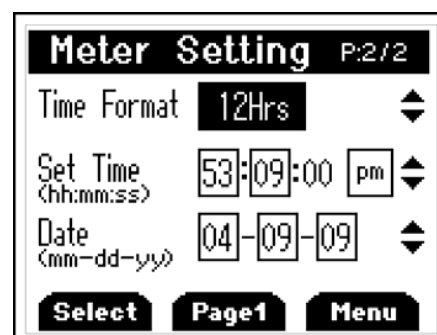 Meter Setting P:2/2
Time Format 12Hrs
Set Time 53:09:00 pm
(hh:mm:ss)
Date 04-09-09
(mm-dd-yy)
Select Page1 Menu